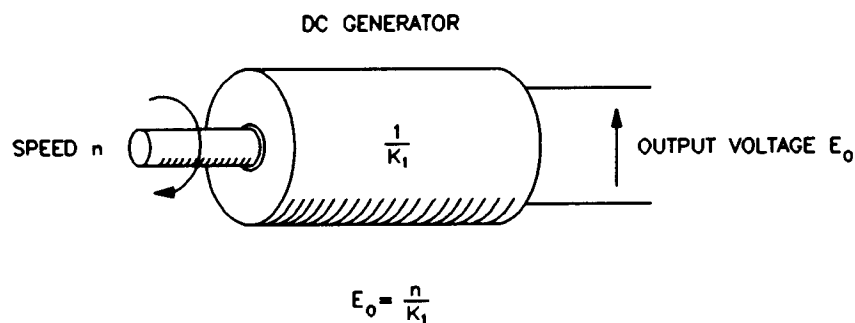 DC GENERATOR
SPEED n
1/K₁
OUTPUT VOLTAGE E₀
E₀ = n/K₁